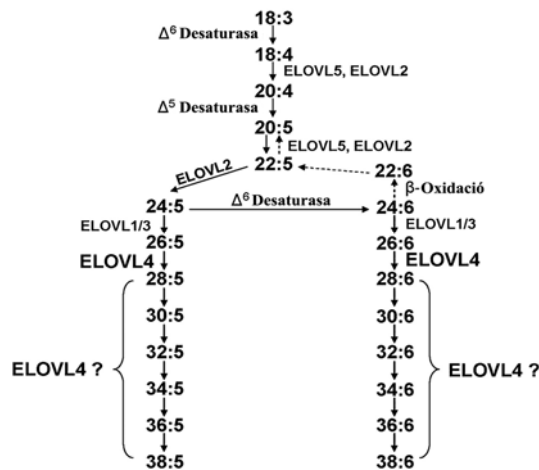 18:3
Δ⁶ Desaturasa
18:4
ELOVL5, ELOVL2
20:4
Δ⁵ Desaturasa
20:5
ELOVL5, ELOVL2
22:5
22:6
ELOVL2
β-Oxidació
24:5
Δ⁶ Desaturasa
24:6
ELOVL1/3
ELOVL1/3
26:5
26:6
ELOVL4
ELOVL4
28:5
28:6
30:5
30:6
32:5
32:6
ELOVL4 ?
ELOVL4 ?
34:5
34:6
36:5
36:6
38:5
38:6